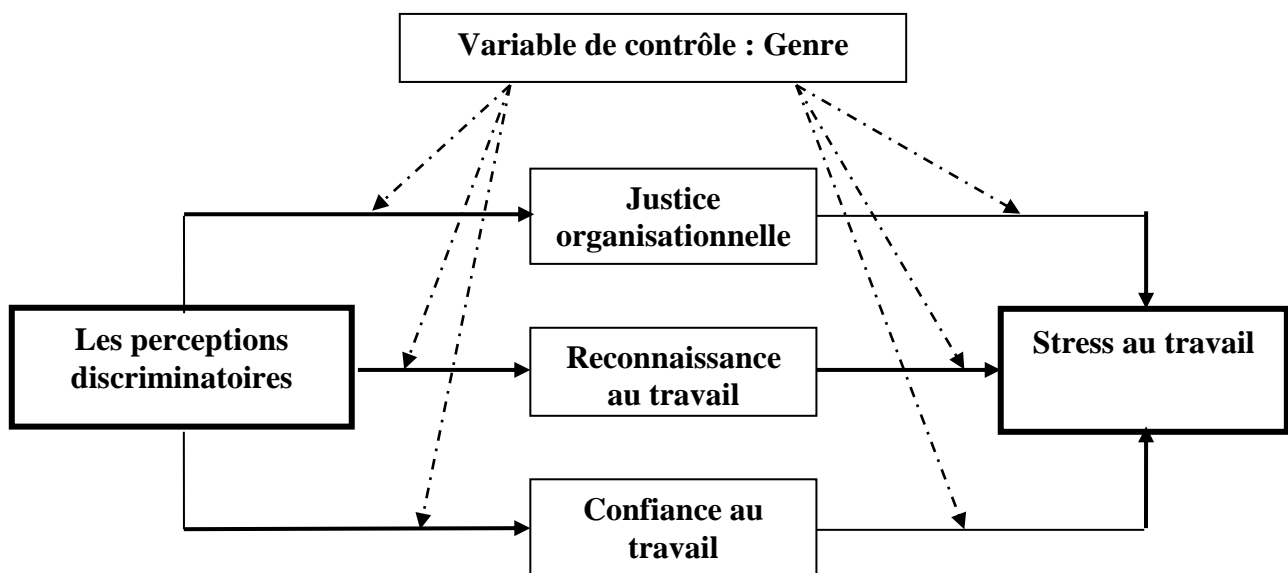 Variable de contrôle : Genre
Justice
organisationnelle
Les perceptions
discriminatoires
Reconnaissance
au travail
Stress au travail
Confiance au
travail